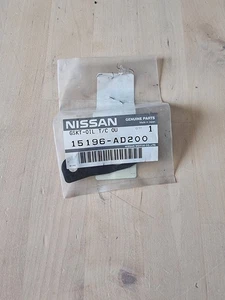 NISSAN
GENUINE PARTS
GSKT-OIL T/C OU 1
15196-AD200